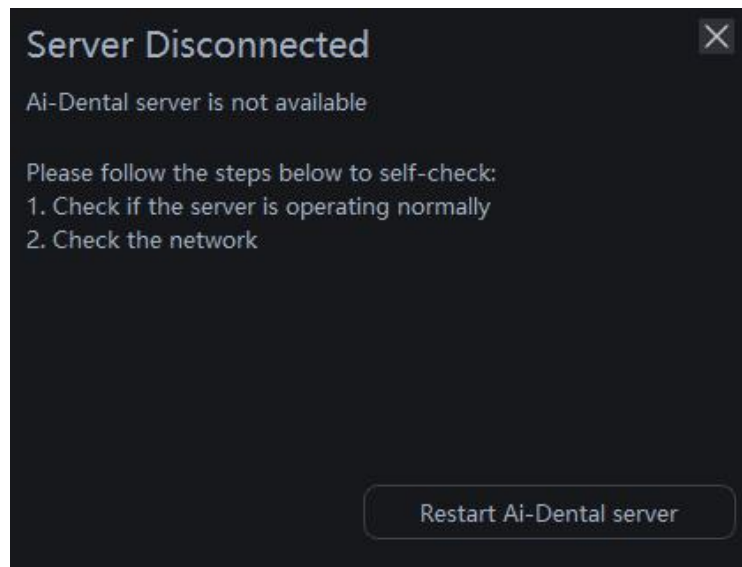 Server Disconnected
Ai-Dental server is not available
Please follow the steps below to self-check:
1. Check if the server is operating normally
2. Check the network
Restart Ai-Dental server